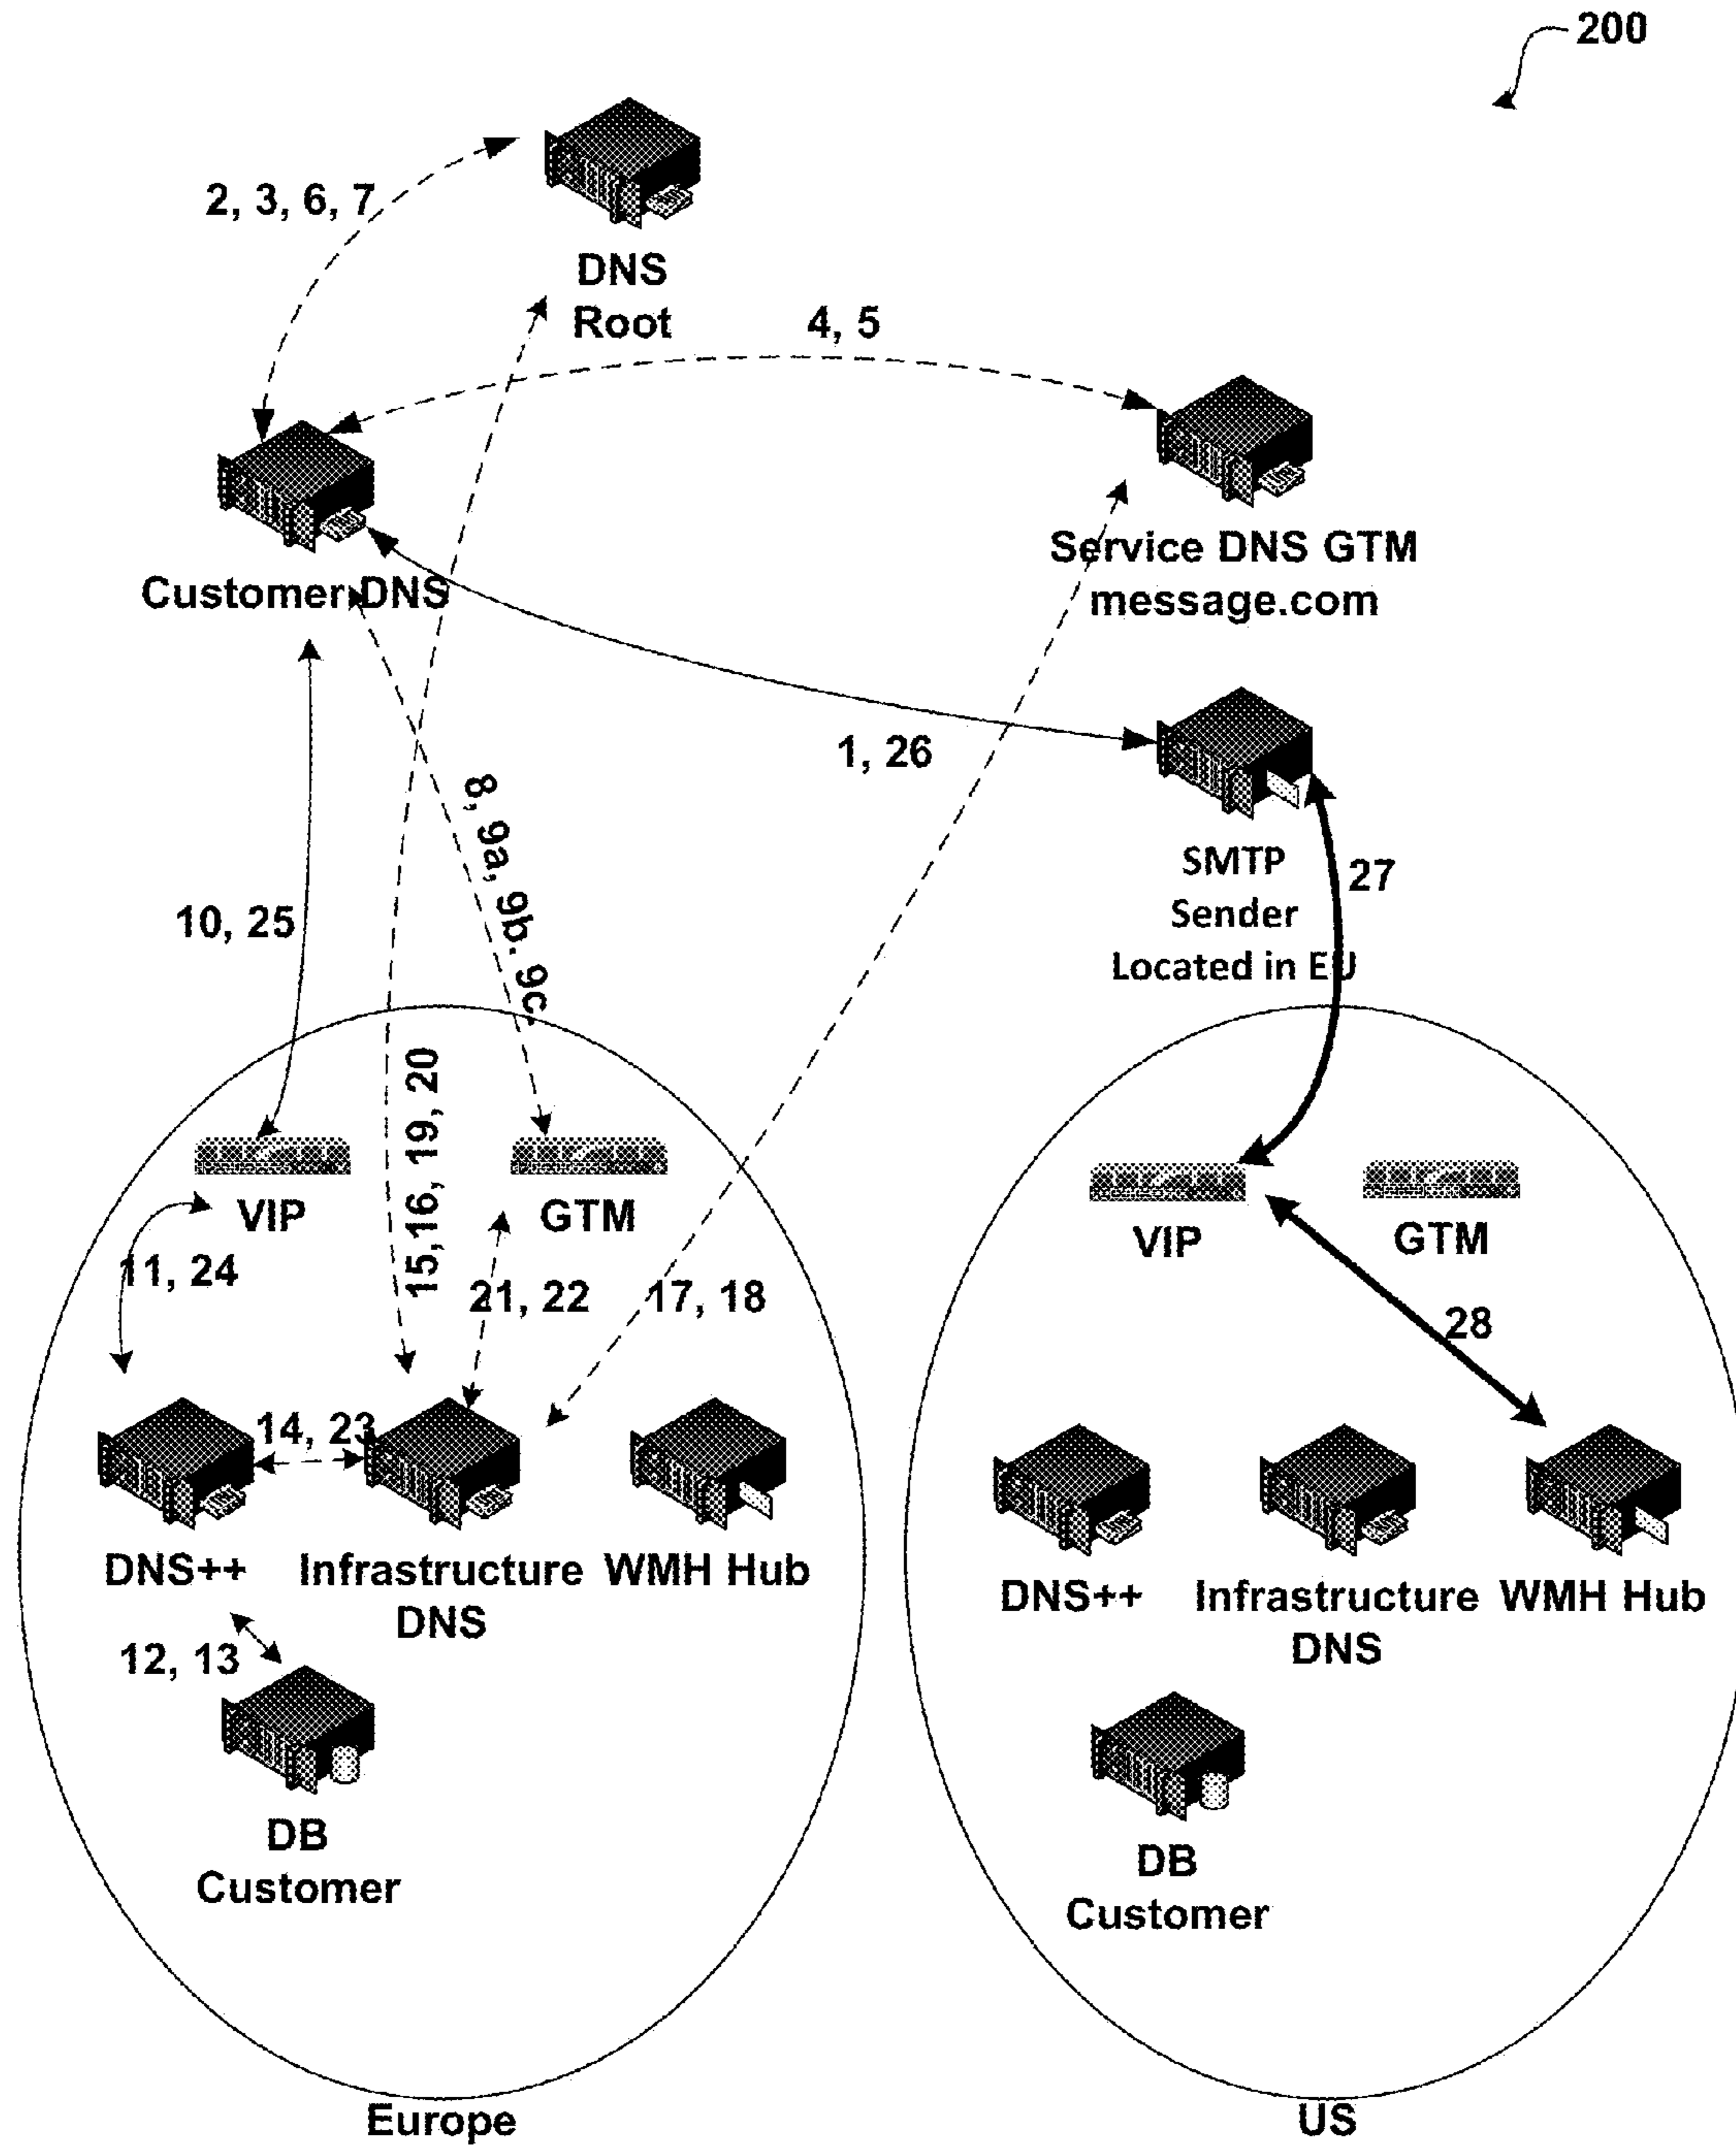 200
2, 3, 6, 7
DNS
Root
4, 5
Customer DNS
Service DNS GTM
message.com
1, 26
8, 9a, 9b. 9c
SMTP
Sender
Located in EU
27
10, 25
15,16, 19, 20
VIP
GTM
11, 24
21, 22
17, 18
VIP
GTM
28
14, 23
DNS++
Infrastructure
DNS
WMH Hub
12, 13
DB
Customer
DNS++
Infrastructure
DNS
WMH Hub
DB
Customer
Europe
US